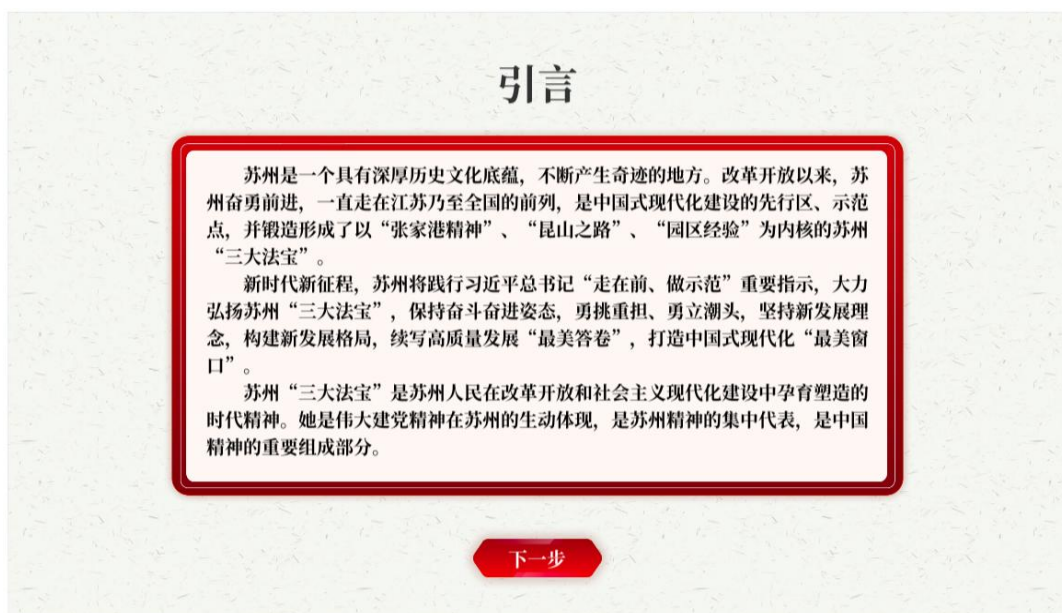 引言
苏州是一个具有深厚历史文化底蕴，不断产生奇迹的地方。改革开放以来，苏
州奋勇前进，一直走在江苏乃至全国的前列，是中国式现代化建设的先行区、示范
点，并锻造形成了以“张家港精神”、“昆山之路”、“园区经验”为内核的苏州
“三大法宝”。
新时代新征程，苏州将践行习近平总书记“走在前、做示范”重要指示，大力
弘扬苏州“三大法宝”，保持奋斗奋进姿态，勇挑重担、勇立潮头，坚持新发展理
念，构建新发展格局，续写高质量发展“最美答卷”，打造中国式现代化“最美窗
口”。
苏州“三大法宝”是苏州人民在改革开放和社会主义现代化建设中孕育塑造的
时代精神。她是伟大建党精神在苏州的生动体现，是苏州精神的集中代表，是中国
精神的重要组成部分。
下一步